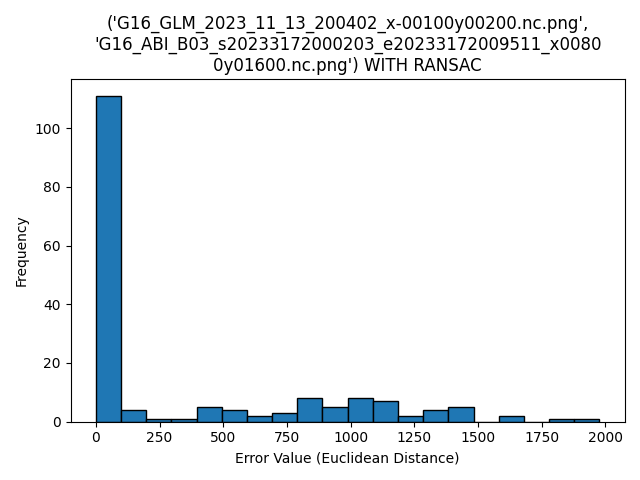 ('G16_GLM_2023_11_13_200402_x-00100y00200.nc.png',
'G16_ABI_B03_s20233172000203_e20233172009511_x0080
0y01600.nc.png') WITH RANSAC
100
80
60
40
20
0
Frequency
0 250 500 750 1000 1250 1500 1750 2000
Error Value (Euclidean Distance)